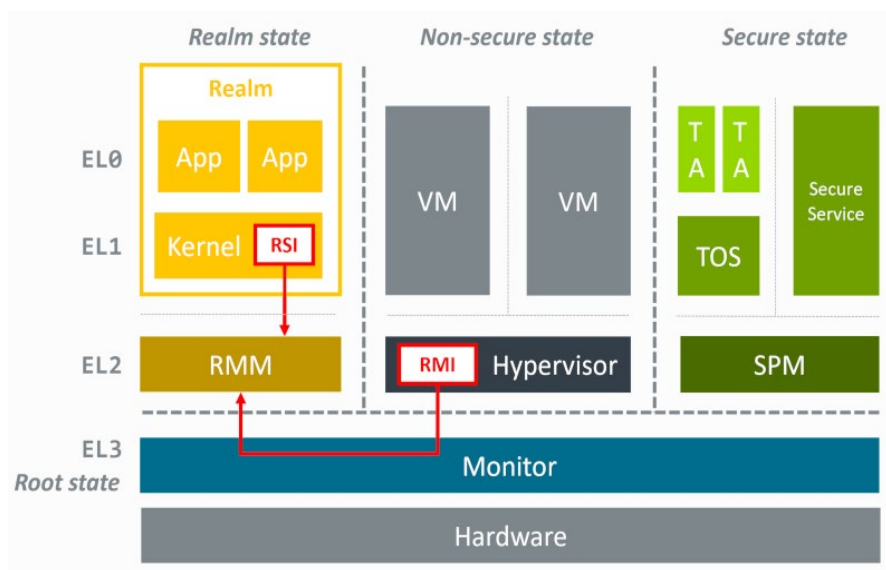 Realm state
Non-secure state
Secure state
Realm
EL0
App
App
VM
VM
T
A
T
A
Secure
Service
EL1
Kernel
RSI
TOS
EL2
RMM
RMI
Hypervisor
SPM
EL3
Root state
Monitor
Hardware